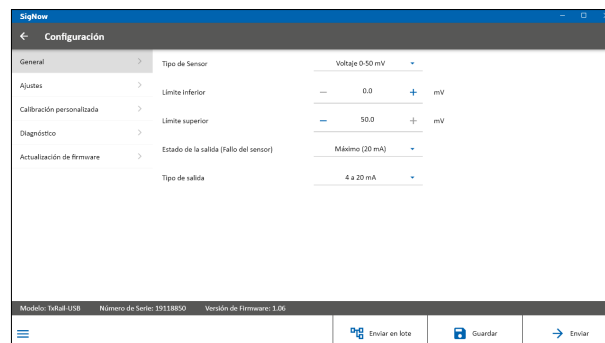 SigNow
Configuración
General
Tipo de Sensor Voltaje 0-50 mV
Ajustes
Límite inferior 0.0 mV
Calibración personalizada
Límite superior 50.0 mV
Diagnóstico
Estado de la salida (Fallo del sensor) Máximo (20 mA)
Actualización de firmware
Tipo de salida 4 a 20 mA
Modelo: TxRail-USB Número de Serie: 19118850 Versión de Firmware: 1.06
Enviar en lote Guardar Enviar